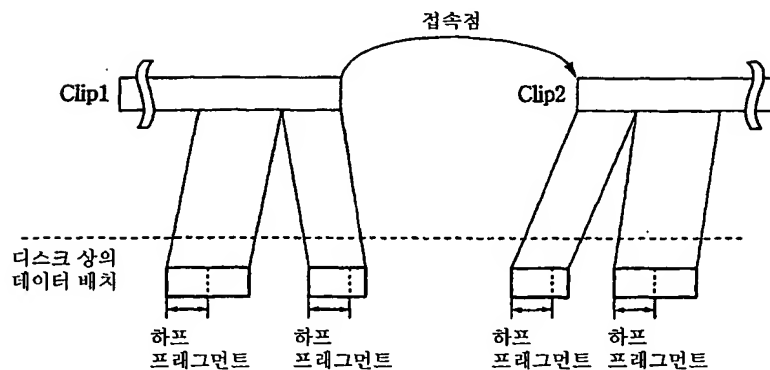 접속점
Clip1
Clip2
디스크 상의
데이터 배치
하프
프래그먼트
하프
프래그먼트
하프
프래그먼트
하프
프래그먼트